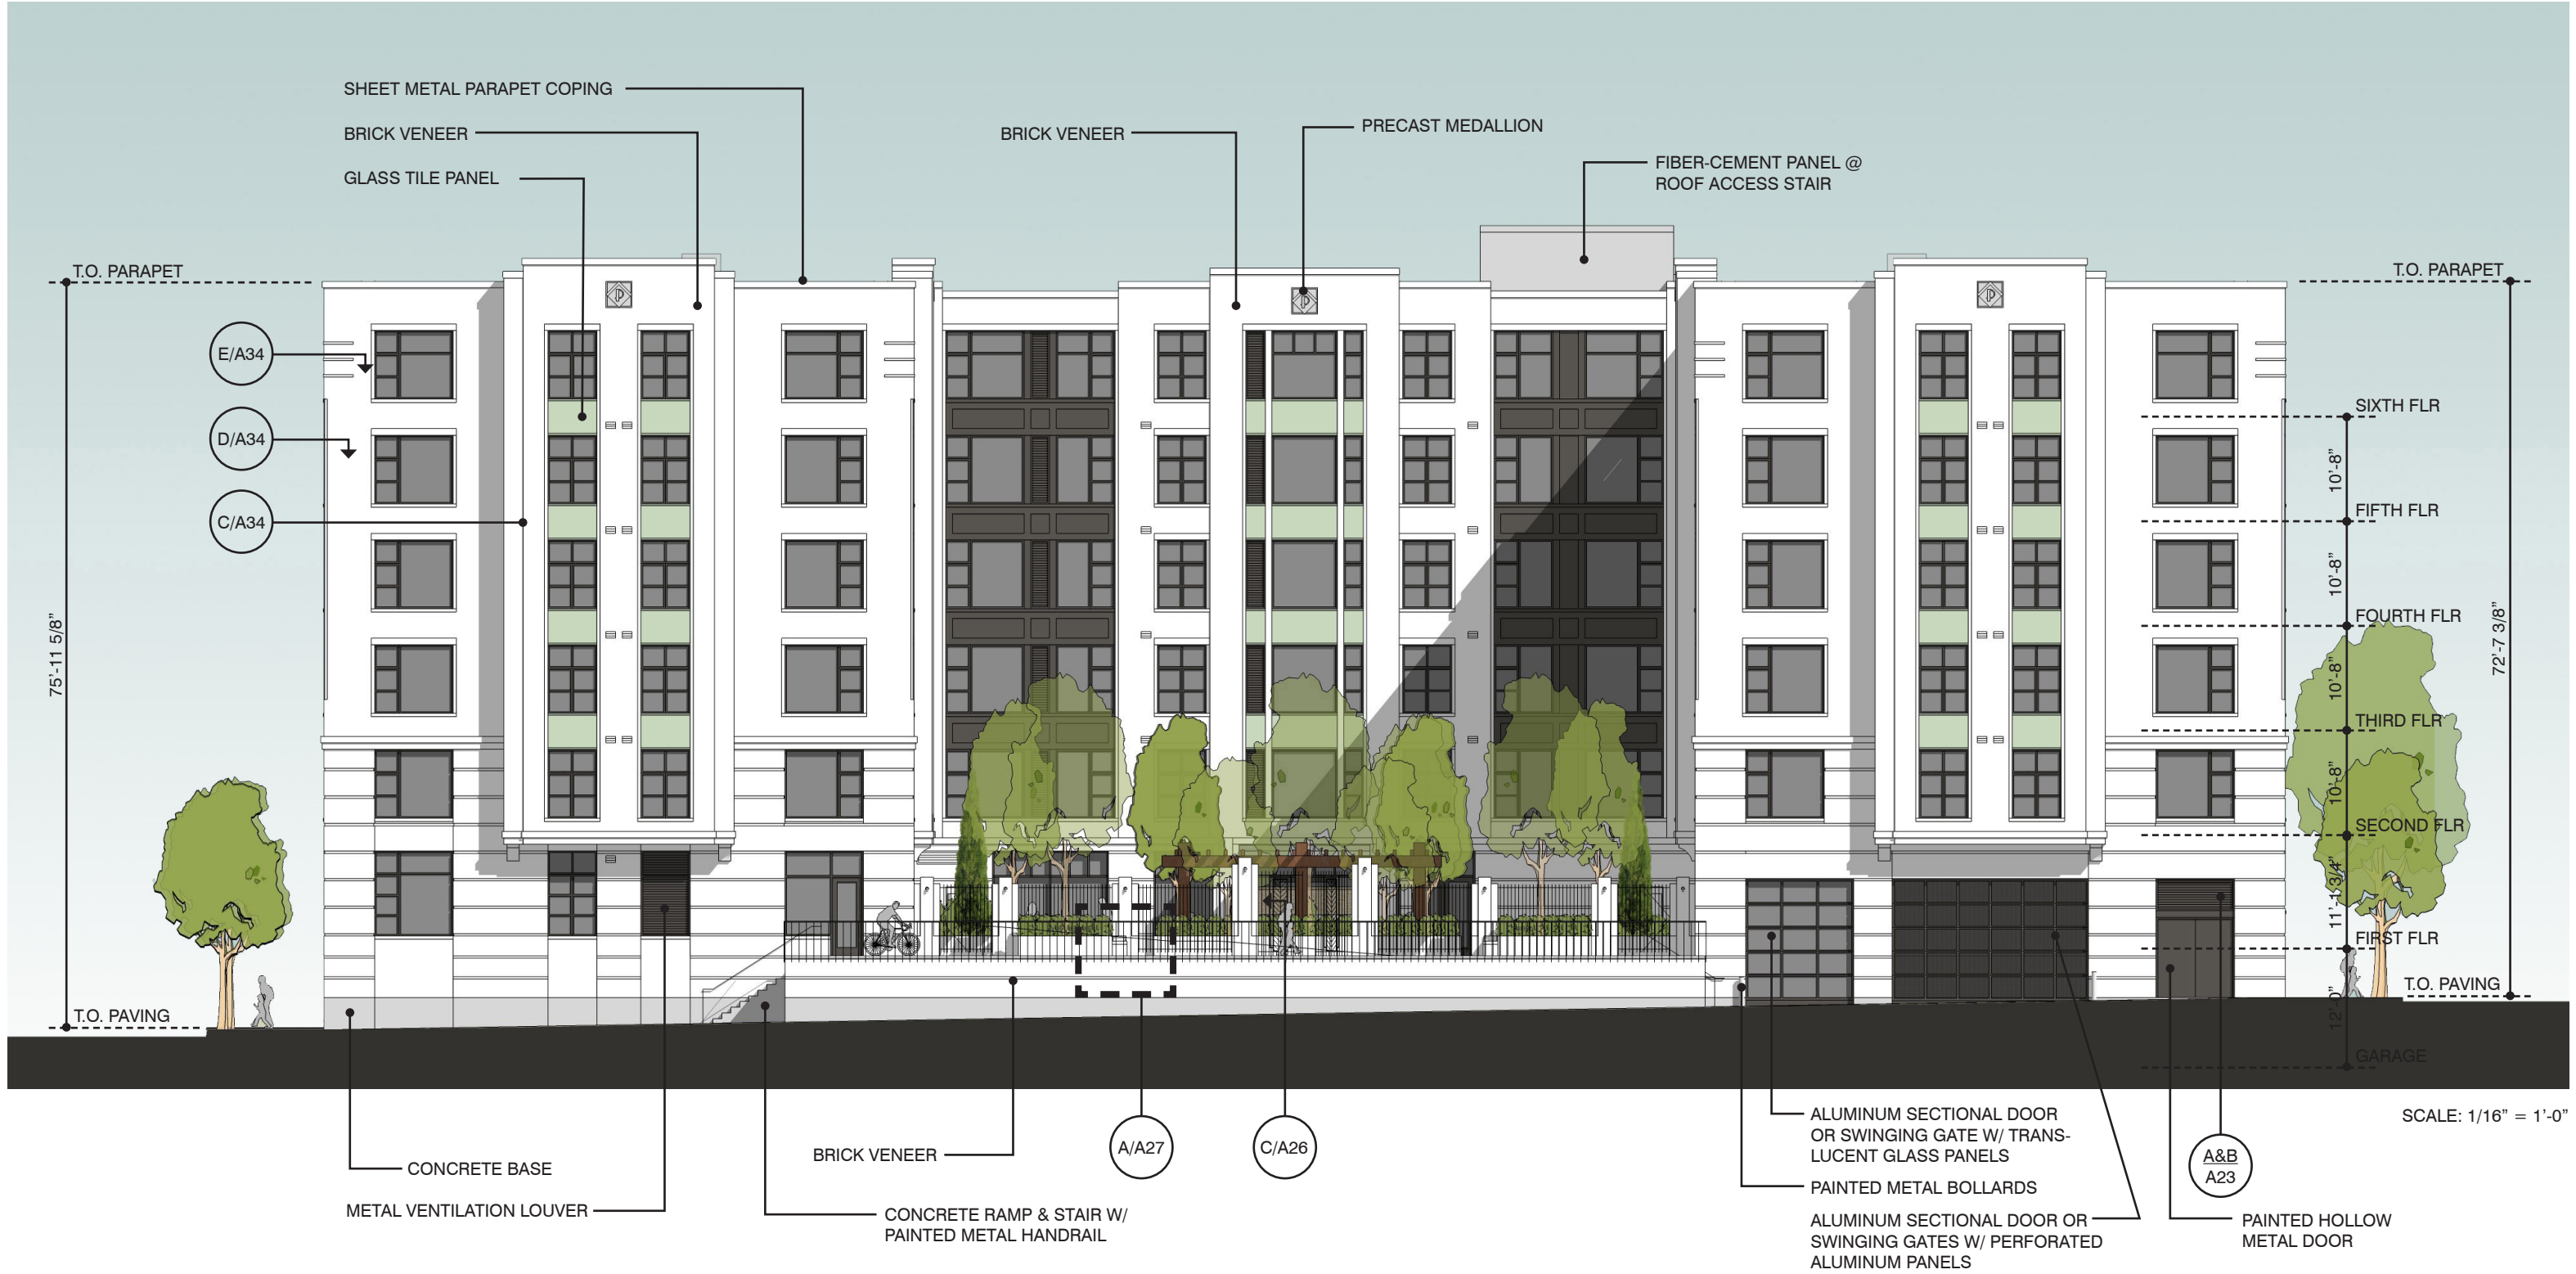 SHEET METAL PARAPET COPING
BRICK VENEER
GLASS TILE PANEL
BRICK VENEER
PRECAST MEDALLION
FIBER-CEMENT PANEL @
ROOF ACCESS STAIR
T.O. PARAPET
T.O. PARAPET
P
P
P
E/A34
D/A34
C/A34
75'-11 5/8"
72'-7 3/8"
SIXTH FLR
10'-8"
FIFTH FLR
10'-8"
FOURTH FLR
10'-8"
THIRD FLR
10'-8"
SECOND FLR
11'-1 3/4"
FIRST FLR
12'-0"
GARAGE
T.O. PAVING
T.O. PAVING
SCALE: 1/16" = 1'-0"
CONCRETE BASE
METAL VENTILATION LOUVER
BRICK VENEER
CONCRETE RAMP & STAIR W/
PAINTED METAL HANDRAIL
A/A27
C/A26
ALUMINUM SECTIONAL DOOR
OR SWINGING GATE W/ TRANS-
LUCENT GLASS PANELS
PAINTED METAL BOLLARDS
ALUMINUM SECTIONAL DOOR OR
SWINGING GATES W/ PERFORATED
ALUMINUM PANELS
A&B
A23
PAINTED HOLLOW
METAL DOOR